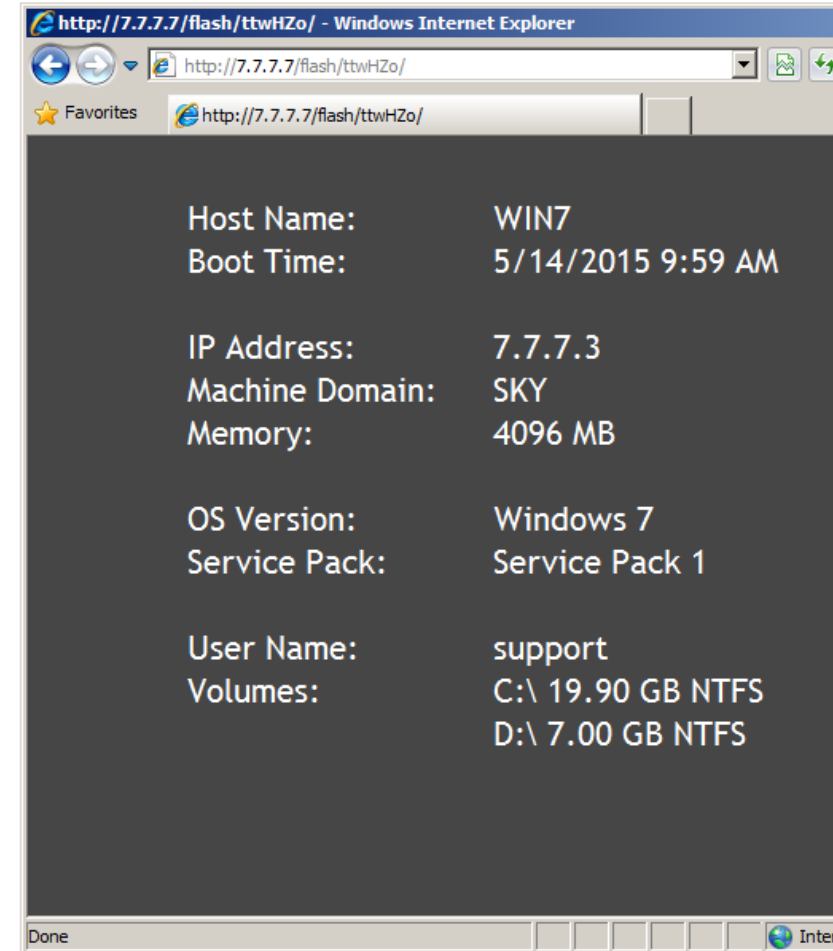 http://7.7.7.7/flash/ttwHZo/ - Windows Internet Explorer
http://7.7.7.7/flash/ttwHZo/
Favorites http://7.7.7.7/flash/ttwHZo/
Host Name: WIN7
Boot Time: 5/14/2015 9:59 AM
IP Address: 7.7.7.3
Machine Domain: SKY
Memory: 4096 MB
OS Version: Windows 7
Service Pack: Service Pack 1
User Name: support
Volumes: C:\ 19.90 GB NTFS
D:\ 7.00 GB NTFS
Done Inter